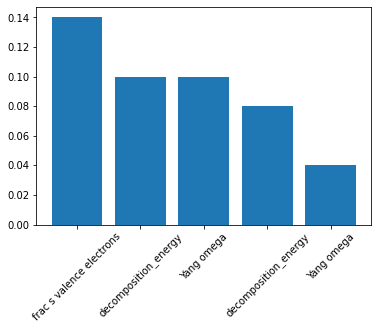 0.14
0.12
0.10
0.08
0.06
0.04
0.02
0.00
frac s valence electrons
decomposition_energy
Yang omega
decomposition_energy
Yang omega